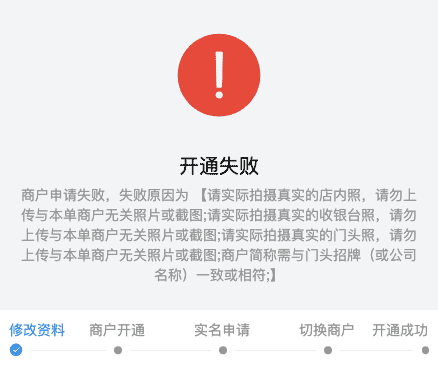 开通失败
商户申请失败，失败原因为 【请实际拍摄真实的店内照，请勿上
传与本单商户无关照片或截图;请实际拍摄真实的收银台照，请勿
上传与本单商户无关照片或截图;请实际拍摄真实的门头照，请勿
上传与本单商户无关照片或截图;商户简称需与门头招牌（或公司
名称）一致或相符;】
修改资料 商户开通 实名申请 切换商户 开通成功